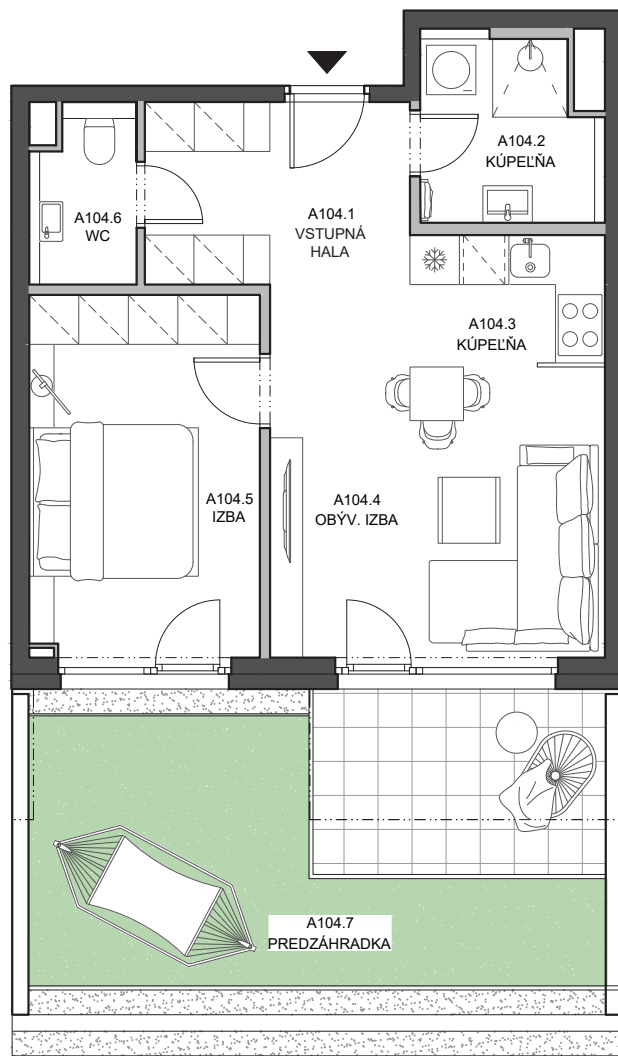 A104.2
KÚPEĽŇA
A104.6
WC
A104.1
VSTUPNÁ
HALA
A104.3
KÚPEĽŇA
A104.5
IZBA
A104.4
OBÝV. IZBA
A104.7
PREDZÁHRADKA